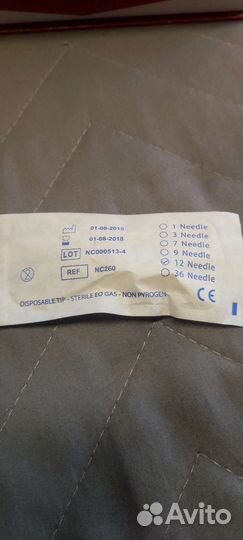 01-08-2015
01-08-2018
LOT NC000513-4
REF NC260
1 Needle
3 Needle
7 Needle
9 Needle
12 Needle
36 Needle
DISPOSABLE TIP - STERILE EO GAS - NON PYROGEN
CE
Avito